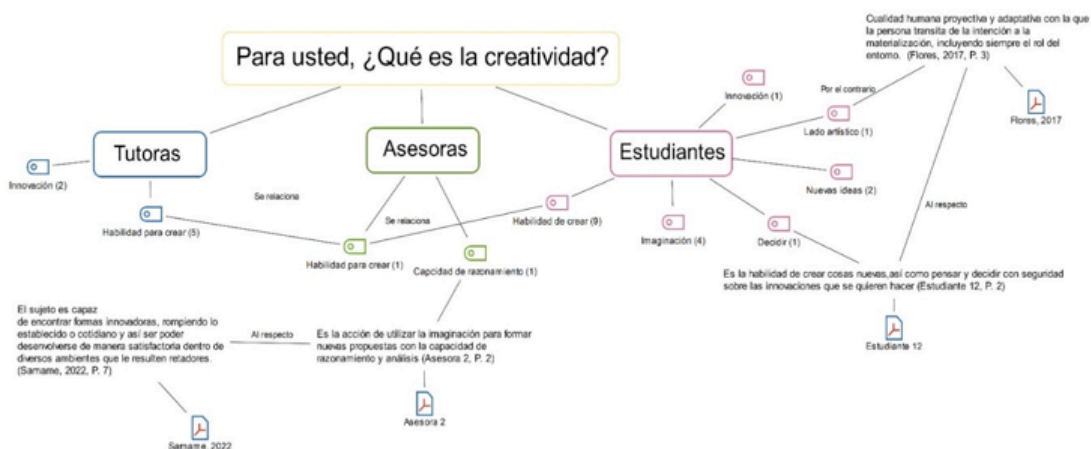 Para usted, ¿Qué es la creatividad?
Cualidad humana proyectiva y adaptativa con la que
la persona transita de la intención a la
materialización, incluyendo siempre el rol del
entorno. (Flores, 2017, P. 3)
Flores, 2017
Por el contrario
Tutoras
Asesoras
Estudiantes
Innovación (1)
Lado artístico (1)
Nuevas ideas (2)
Decidir (1)
Imaginación (4)
Habilidad de crear (9)
Innovación (2)
Habilidad para crear (5)
Se relaciona
Se relaciona
Habilidad para crear (1)
Capcidad de razonamiento (1)
Al respecto
Es la habilidad de crear cosas nuevas,así como pensar y decidir con seguridad
sobre las innovaciones que se quieren hacer (Estudiante 12, P. 2)
Estudiante 12
El sujeto es capaz
de encontrar formas innovadoras, rompiendo lo
establecido o cotidiano y así ser poder
desenvolverse de manera satisfactoria dentro de
diversos ambientes que le resulten retadores.
(Samame, 2022, P. 7)
Al respecto
Es la acción de utilizar la imaginación para formar
nuevas propuestas con la capacidad de
razonamiento y análisis (Asesora 2, P. 2)
Asesora 2
Samame, 2022